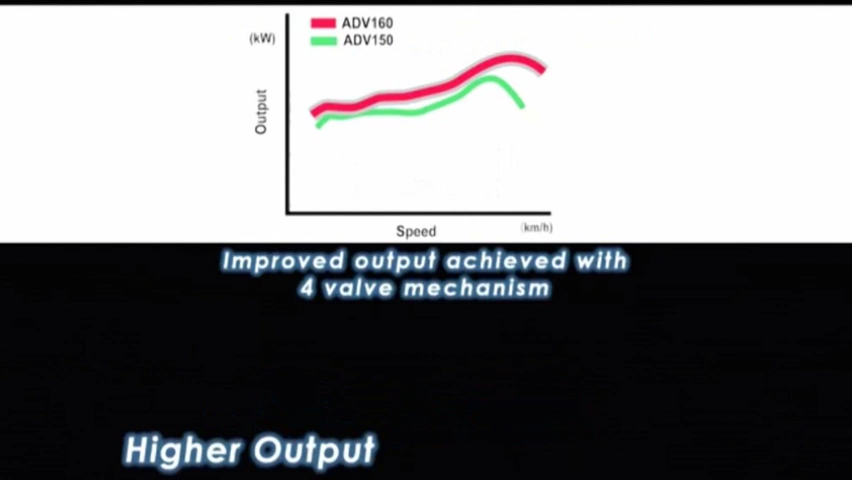 ADV160
(kW)
ADV150
Output
Speed
(km/h)
Improved output achieved with
4 valve mechanism
Higher Output